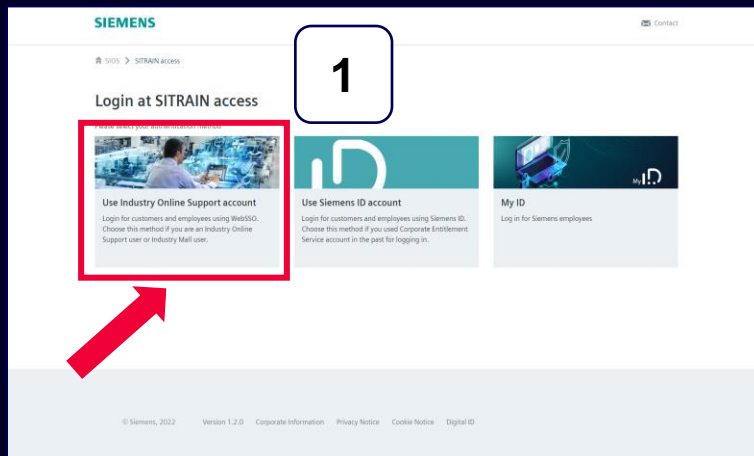 SIEMENS
Contact
SIOS > SITRAIN access
1
Login at SITRAIN access
Please select your authentication method
iD
My iD
Use Industry Online Support account
Login for customers and employees using WebSSO.
Choose this method if you are an Industry Online
Support user or Industry Mall user.
Use Siemens ID account
Login for customers and employees using Siemens ID.
Choose this method if you used Corporate Entitlement
Service account in the past for logging in.
My ID
Log in for Siemens employees
© Siemens, 2022 Version 1.2.0 Corporate Information Privacy Notice Cookie Notice Digital ID